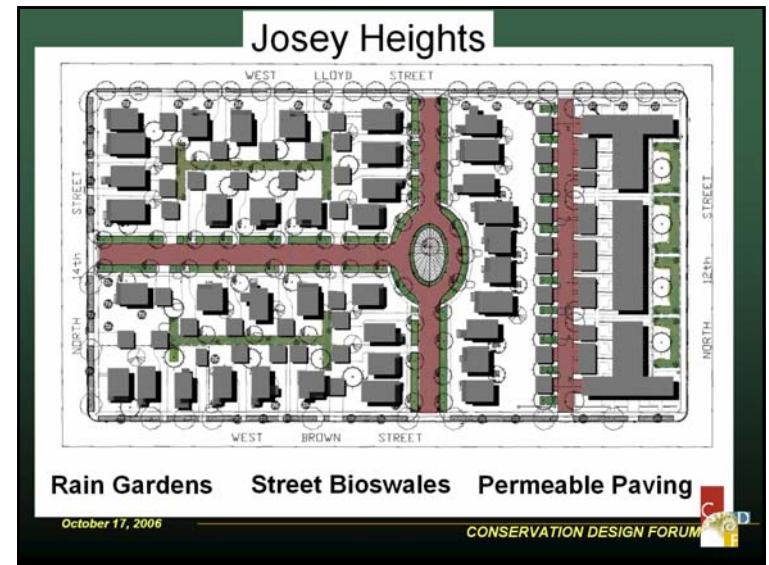 Josey Heights
WEST LLOYD STREET
NORTH 14th STREET
NORTH 12th STREET
WEST BROWN STREET
Rain Gardens Street Bioswales Permeable Paving
October 17, 2006
CONSERVATION DESIGN FORUM
C D F